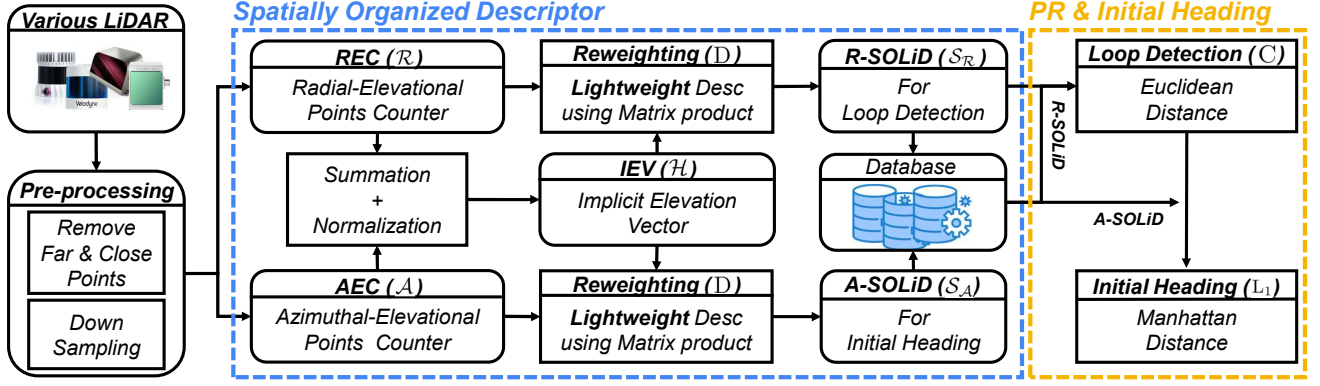 Spatially Organized Descriptor
PR & Initial Heading
Various LiDAR
Velodyne
Pre-processing
Remove
Far & Close
Points
Down
Sampling
REC (ℛ)
Radial-Elevational
Points Counter
Summation
+
Normalization
AEC (𝒜)
Azimuthal-Elevational
Points Counter
Reweighting (D)
Lightweight Desc
using Matrix product
IEV (ℋ)
Implicit Elevation
Vector
Reweighting (D)
Lightweight Desc
using Matrix product
R-SOLiD (𝒮ℛ)
For
Loop Detection
Database
A-SOLiD (𝒮𝒜)
For
Initial Heading
R-SOLiD
A-SOLiD
Loop Detection (C)
Euclidean
Distance
Initial Heading (L₁)
Manhattan
Distance